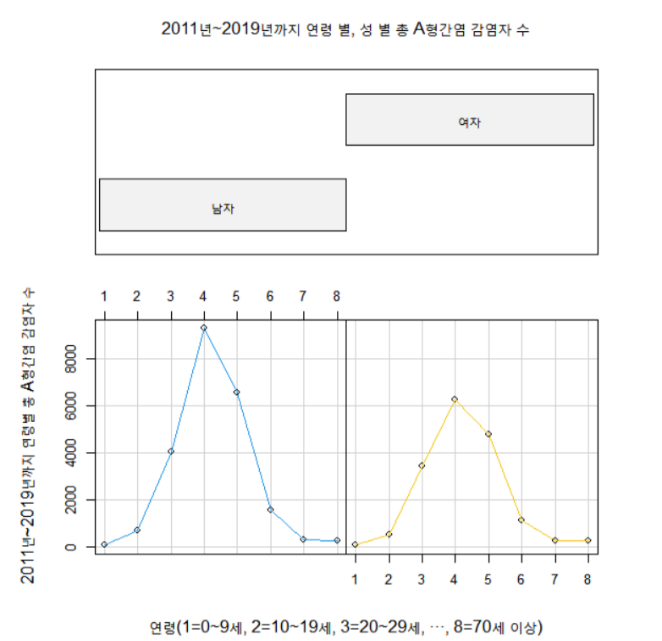 2011년~2019년까지 연령 별, 성 별 총 A형간염 감염자 수
여자
남자
1 2 3 4 5 6 7 8
2011년~2019년까지 연령별 총 A형간염 감염자 수
8000
6000
4000
2000
0
1 2 3 4 5 6 7 8
연령(1=0~9세, 2=10~19세, 3=20~29세, ⋯, 8=70세 이상)